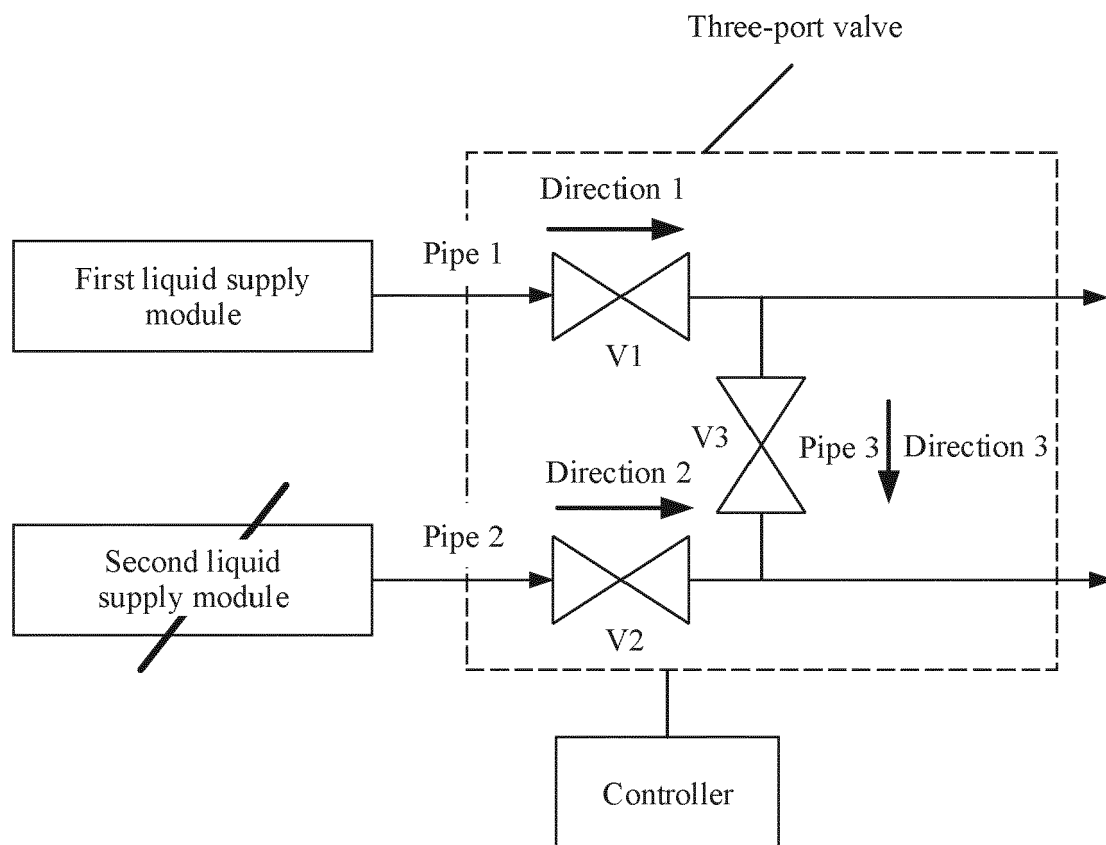 Three-port valve
Direction 1
Pipe 1
First liquid supply
module
V1
V3
Pipe 3
Direction 3
Direction 2
Pipe 2
Second liquid
supply module
V2
Controller